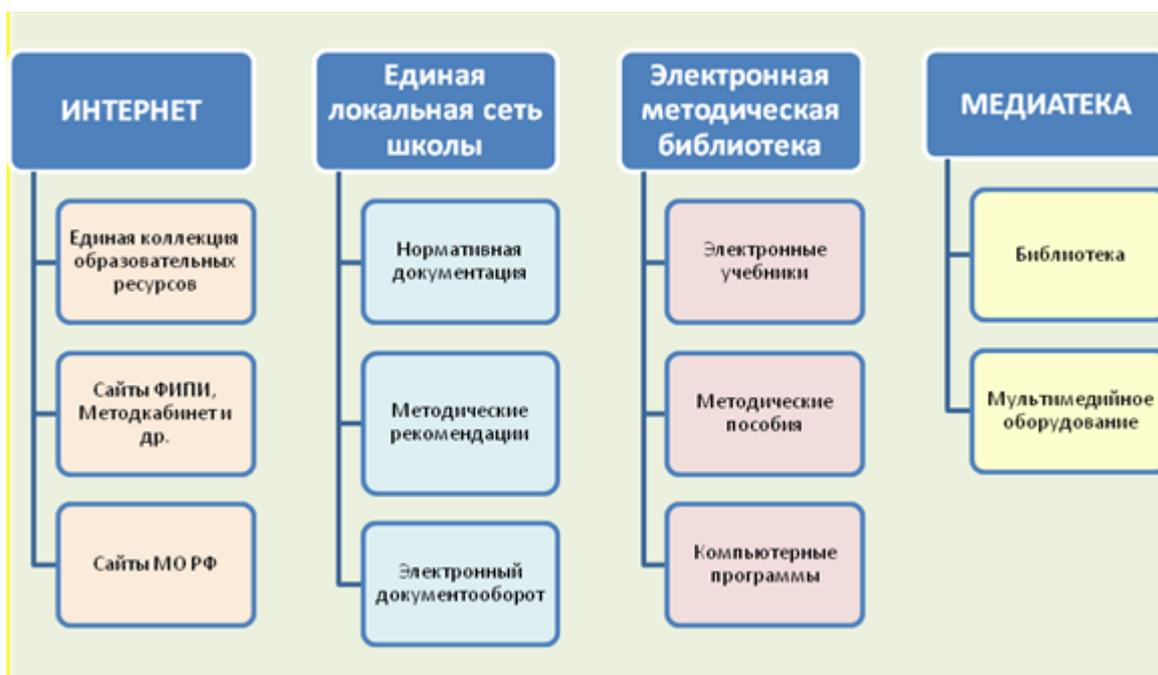 ИНТЕРНЕТ
Единая коллекция
образовательных
ресурсов
Сайты ФИПИ,
Методкабинет и
др.
Сайты МО РФ
Единая
локальная сеть
школы
Нормативная
документация
Методические
рекомендации
Электронный
документооборот
Электронная
методическая
библиотека
Электронные
учебники
Методические
пособия
Компьютерные
программы
МЕДИАТЕКА
Библиотека
Мультимедийное
оборудование